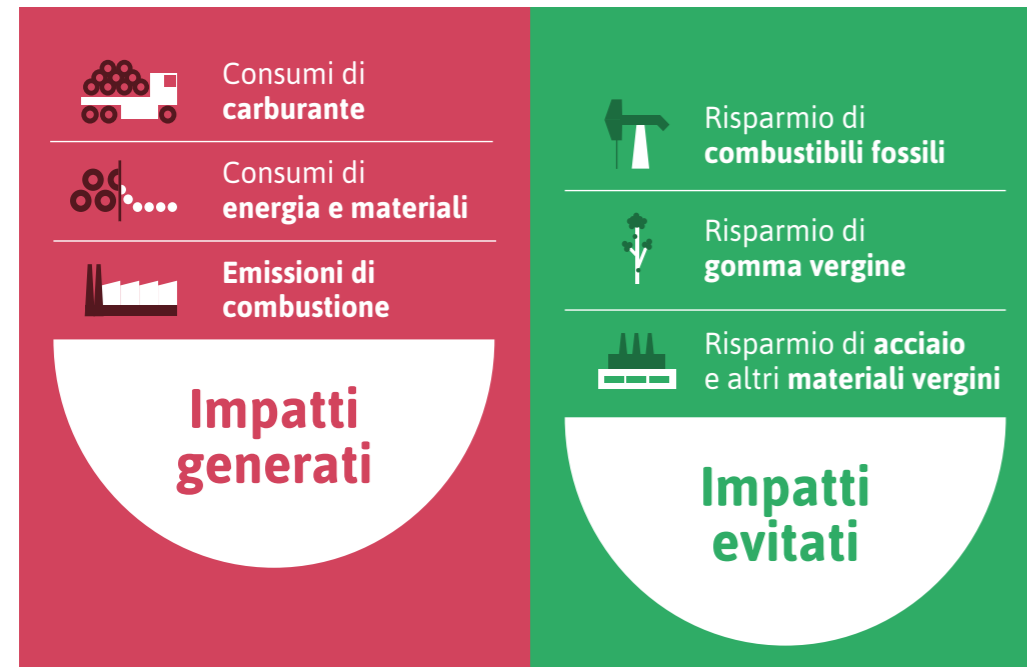 Consumi di
carburante
Consumi di
energia e materiali
Emissioni di
combustione
Impatti
generati
Risparmio di
combustibili fossili
Risparmio di
gomma vergine
Risparmio di acciaio
e altri materiali vergini
Impatti
evitati